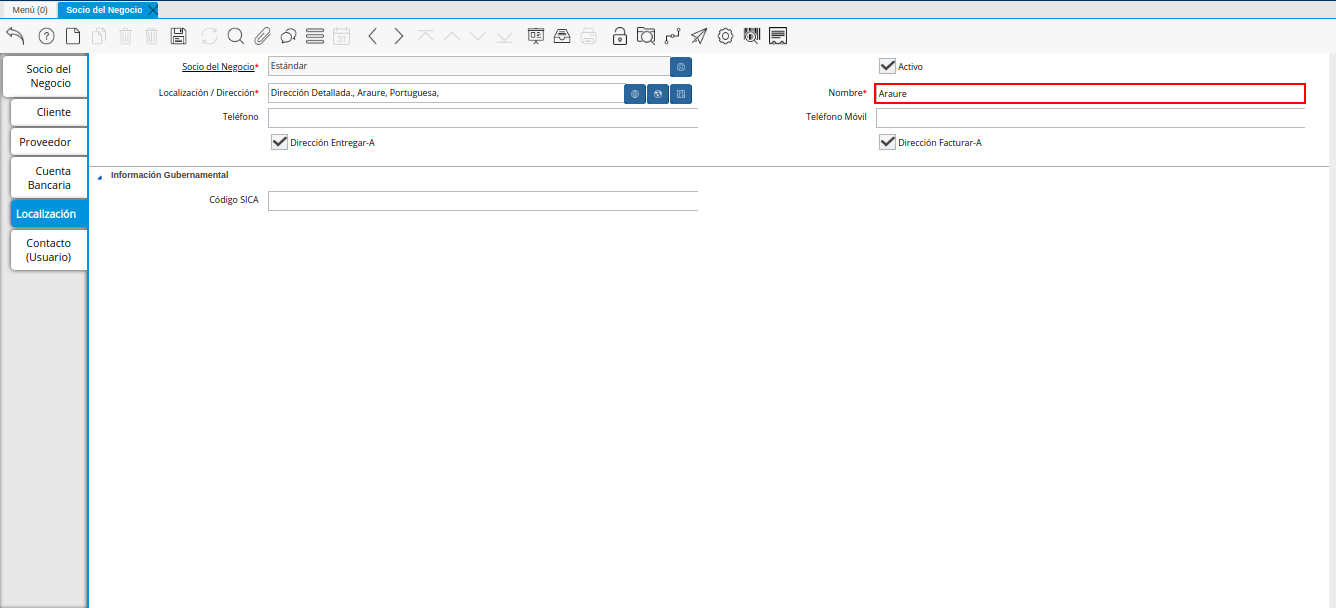 Menú (0)
Socio del Negocio
Socio del
Negocio
Cliente
Proveedor
Cuenta
Bancaria
Localización
Contacto
(Usuario)
Socio del Negocio*
Estándar
Activo
Localización / Dirección*
Dirección Detallada., Araure, Portuguesa,
Nombre*
Araure
Teléfono
Teléfono Móvil
Dirección Entregar-A
Dirección Facturar-A
Información Gubernamental
Código SICA